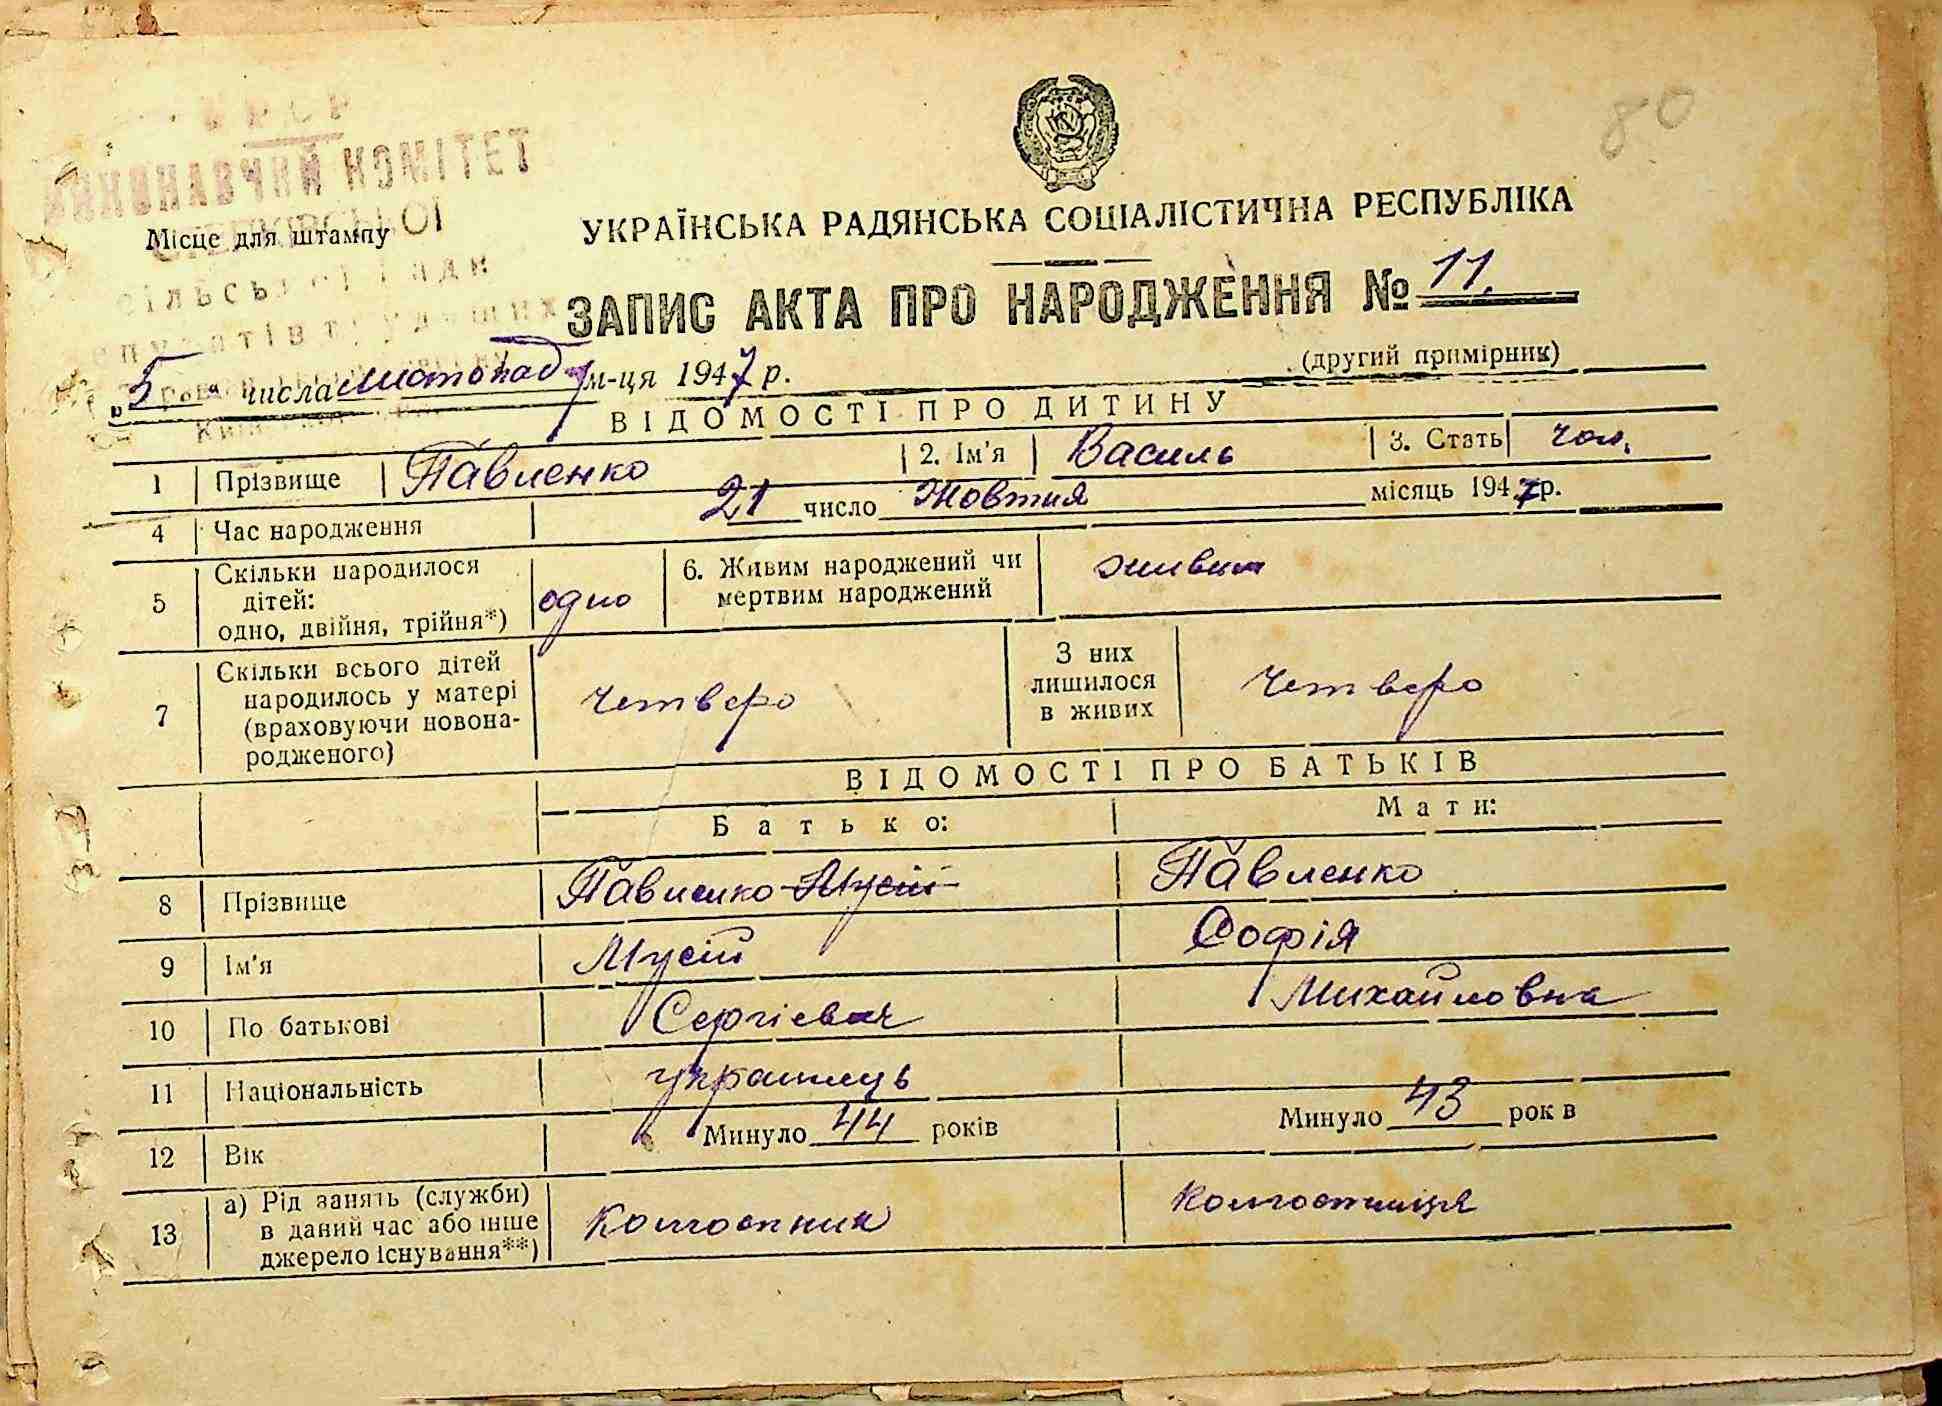 80
УРСР
ВИКОНАВЧИЙ КОМІТЕТ
Місце для штампу
сільської Ради
УКРАЇНСЬКА РАДЯНСЬКА СОЦІАЛІСТИЧНА РЕСПУБЛІКА
ЗАПИС АКТА ПРО НАРОДЖЕННЯ № 11.
(другий примірник)
„5" числа листопад м-ця 1947 р.
ВІДОМОСТІ ПРО ДИТИНУ
1 Прізвище Павленко 2. Ім'я Василь 3. Стать чол.
4 Час народження 21 число Жовтня місяць 1947 р.
5 Скільки народилося дітей: одно, двійня, трійня*) одно 6. Живим народжений чи мертвим народжений живим
7 Скільки всього дітей народилось у матері (враховуючи новонародженого) Четверо З них лишилося в живих Четверо
ВІДОМОСТІ ПРО БАТЬКІВ
Батько: Мати:
8 Прізвище Павленко Мусій Павленко
9 Ім'я Мусій Софія
10 По батькові Сергієвич Михайловна
11 Національність українець
12 Вік Минуло 44 років Минуло 43 рок в
13 а) Рід занять (служби) в даний час або інше джерело існування**) Колгоспник Колгоспниця